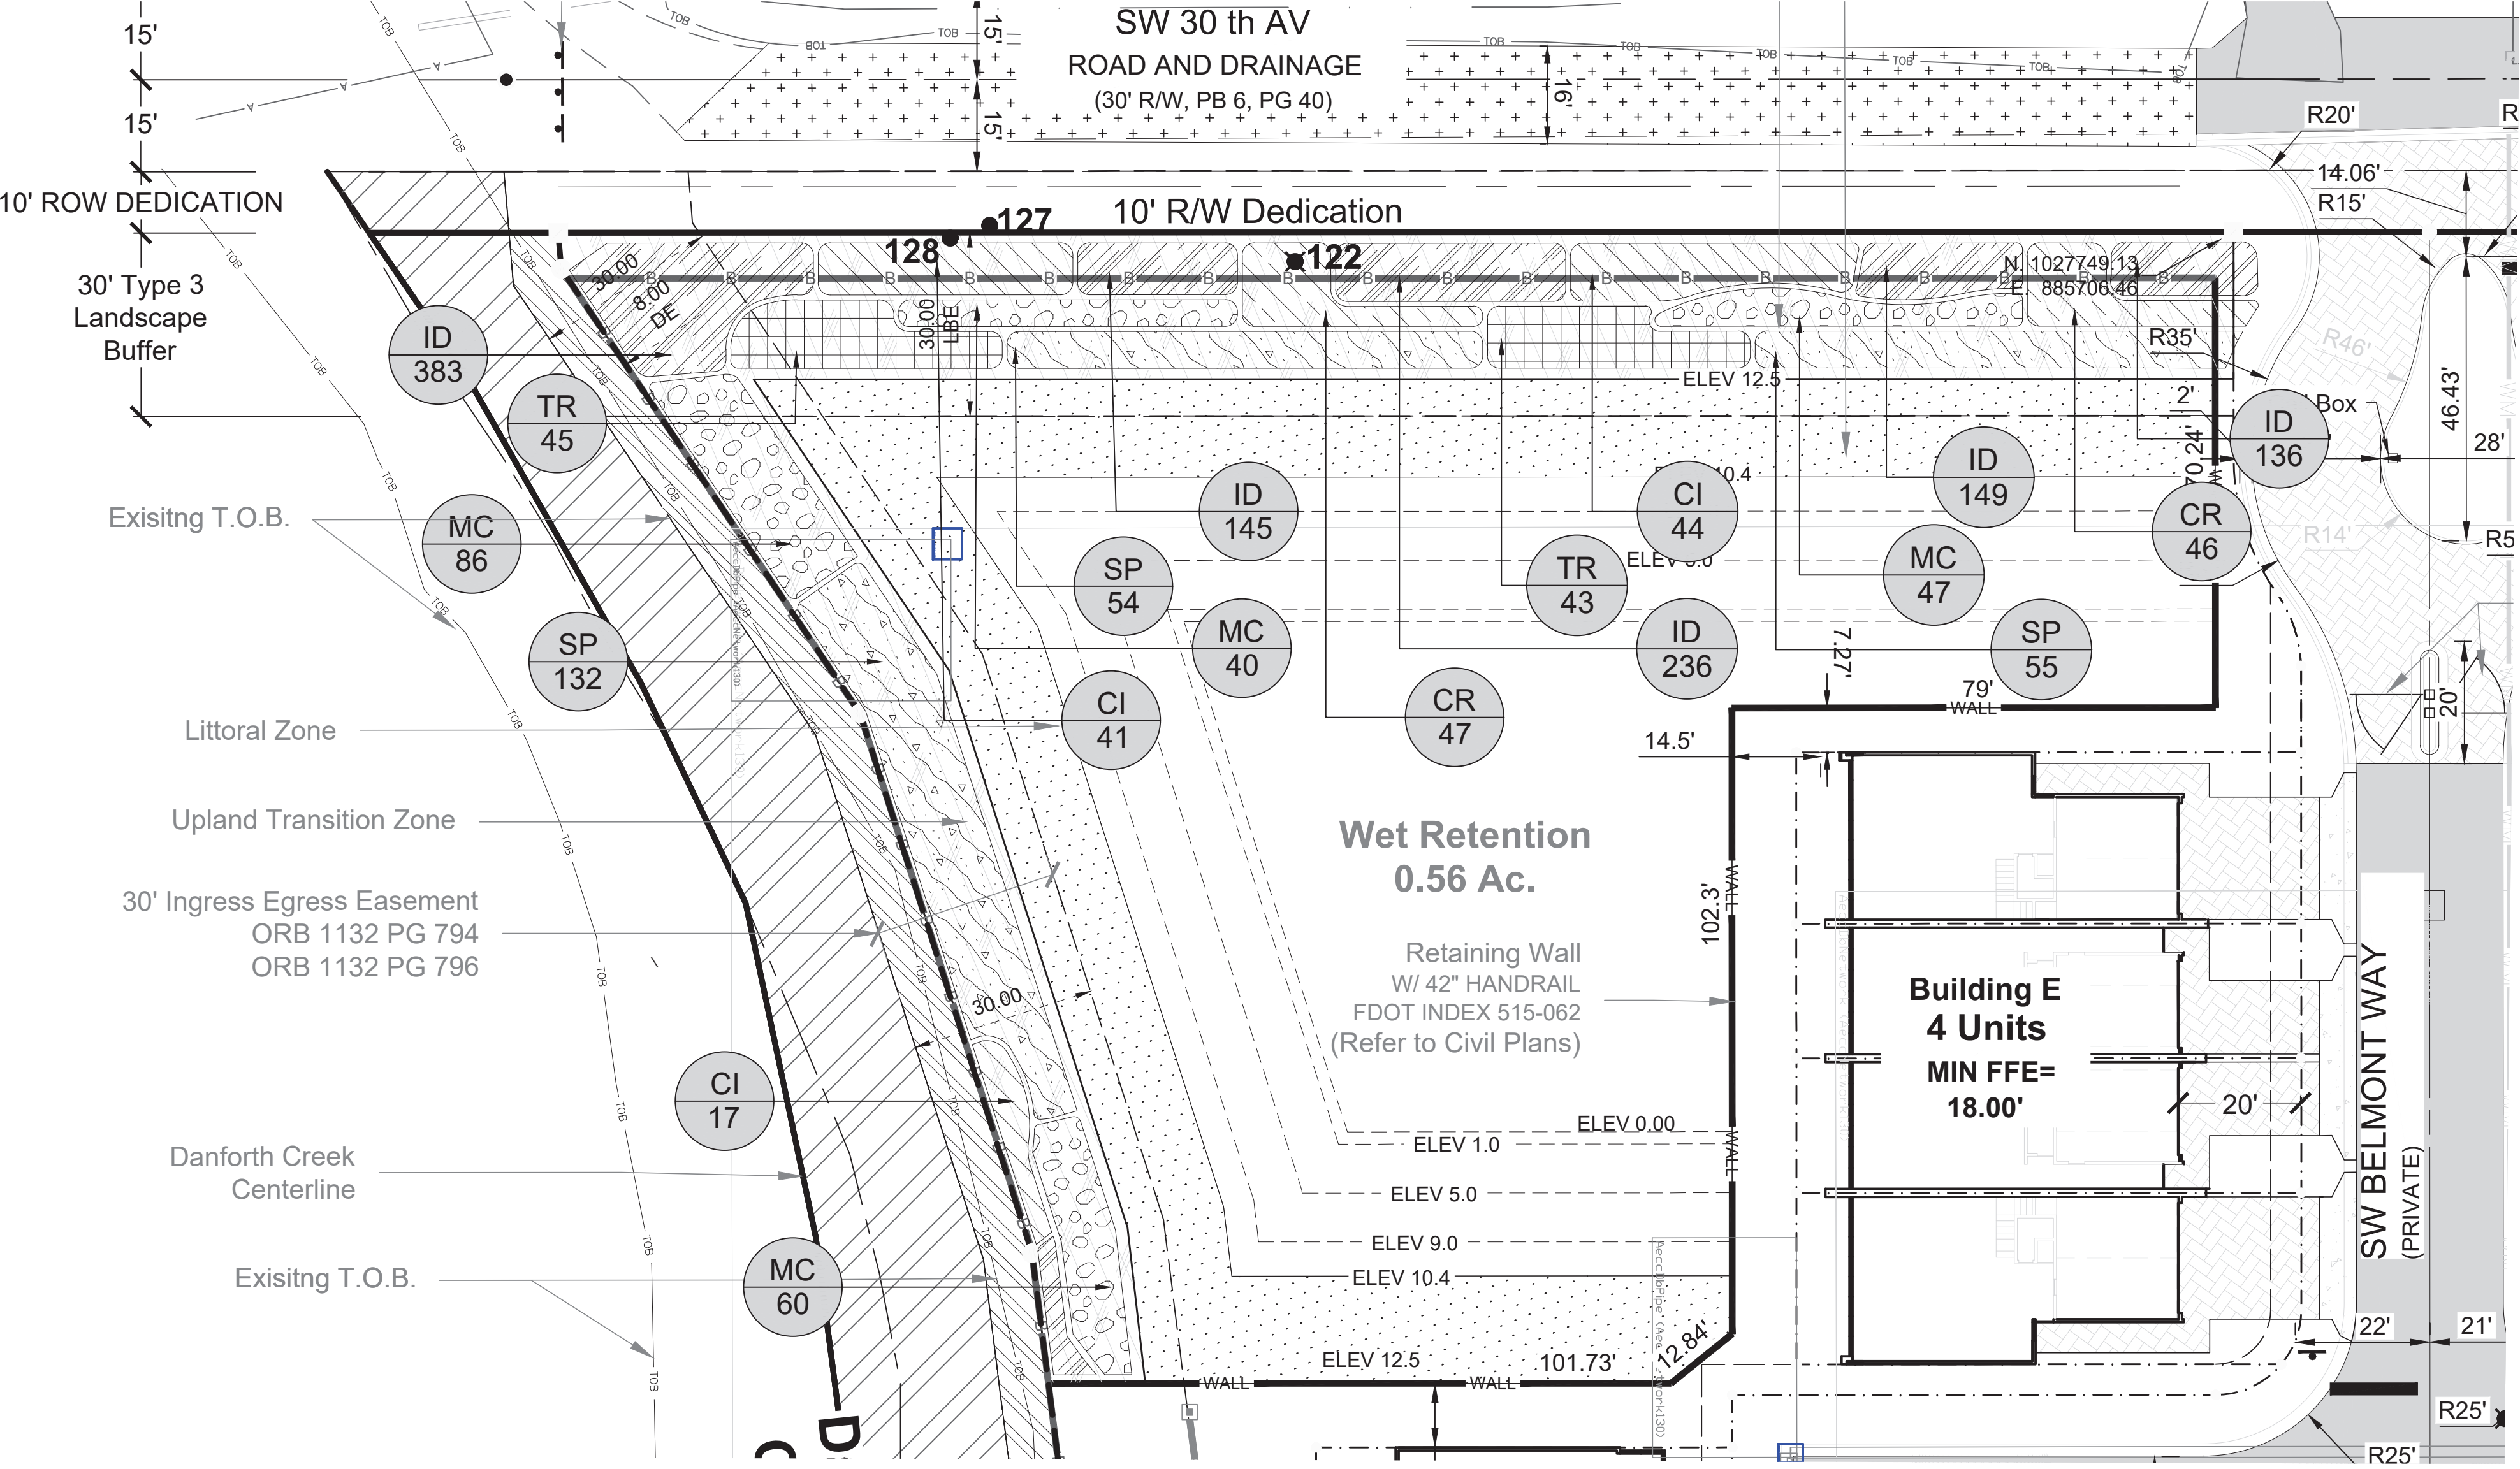 15'
15'
10' ROW DEDICATION
30' Type 3
Landscape
Buffer
SW 30 th AV
ROAD AND DRAINAGE
(30' R/W, PB 6, PG 40)
15'
15'
16'
10' R/W Dedication
127
128
122
30.00
8.00
DE
30.00
LBE
N. 1027749.13
E. 885706.46
R20'
14.06'
R15'
R35'
R46'
R14'
2'
Box
46.43'
28'
R5
70.24'
ELEV 12.5
ID
383
TR
45
MC
86
SP
132
ID
145
SP
54
MC
40
CI
41
CR
47
TR
43
CI
44
ID
236
ID
149
MC
47
SP
55
ID
136
CR
46
CI
17
MC
60
Exisitng T.O.B.
Littoral Zone
Upland Transition Zone
30' Ingress Egress Easement
ORB 1132 PG 794
ORB 1132 PG 796
30.00
Danforth Creek
Centerline
Exisitng T.O.B.
Wet Retention
0.56 Ac.
Retaining Wall
W/ 42" HANDRAIL
FDOT INDEX 515-062
(Refer to Civil Plans)
7.27'
79'
WALL
14.5'
102.3'
WALL
WALL
20'
Building E
4 Units
MIN FFE=
18.00'
20'
SW BELMONT WAY
(PRIVATE)
ELEV 0.00
ELEV 1.0
ELEV 5.0
ELEV 9.0
ELEV 10.4
ELEV 12.5
101.73'
12.84'
WALL
WALL
22'
21'
R25'
R25'
TOB
TOB
TOB
TOB